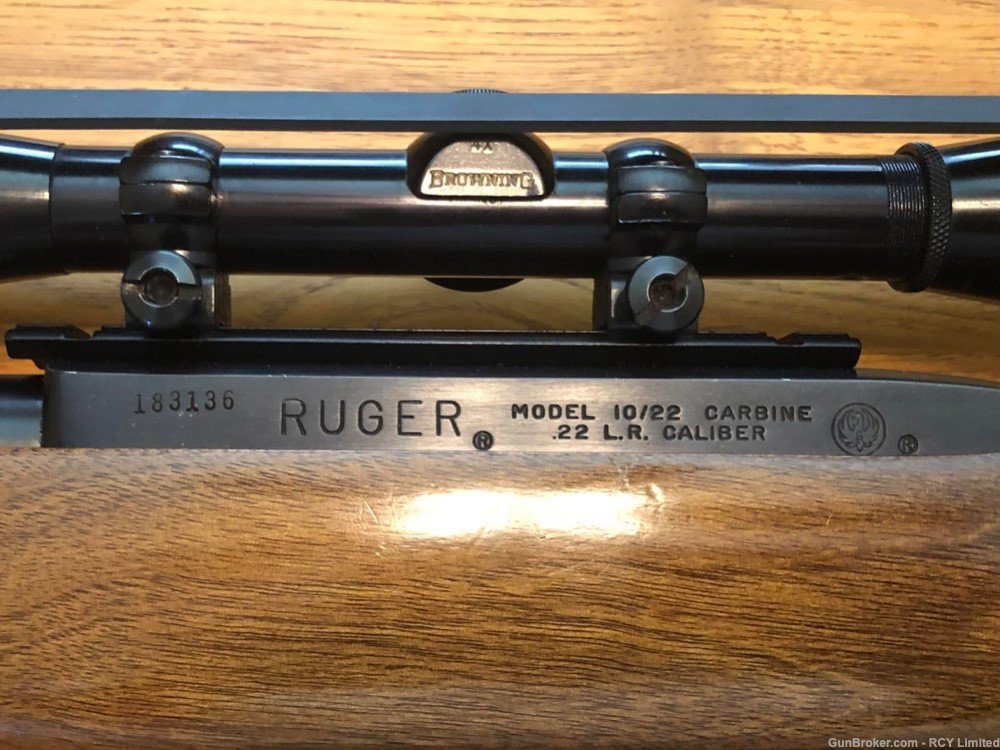 BROWNING
183136 RUGER ® MODEL 10/22 CARBINE
.22 L.R. CALIBER ®
GunBroker.com - RCY Limited